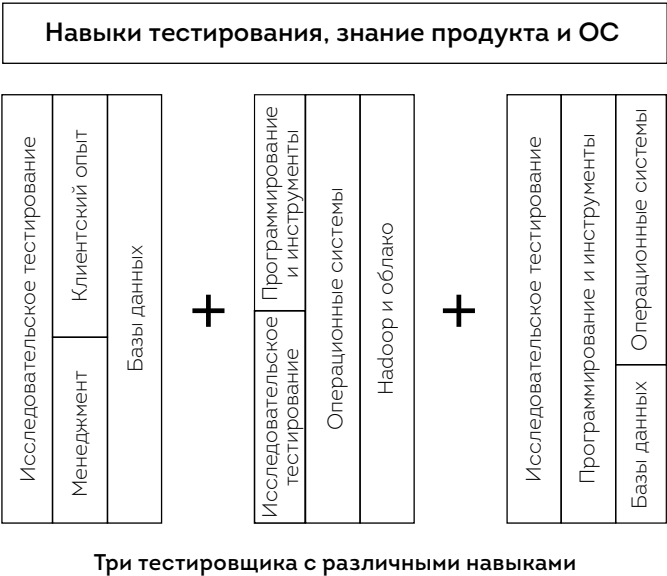 Навыки тестирования, знание продукта и ОС
Исследовательское тестирование
Клиентский опыт
Менеджмент
Базы данных
+
Программирование
и инструменты
Исследовательское
тестирование
Операционные системы
Hadoop и облако
+
Исследовательское тестирование
Программирование и инструменты
Операционные системы
Базы данных
Три тестировщика с различными навыками